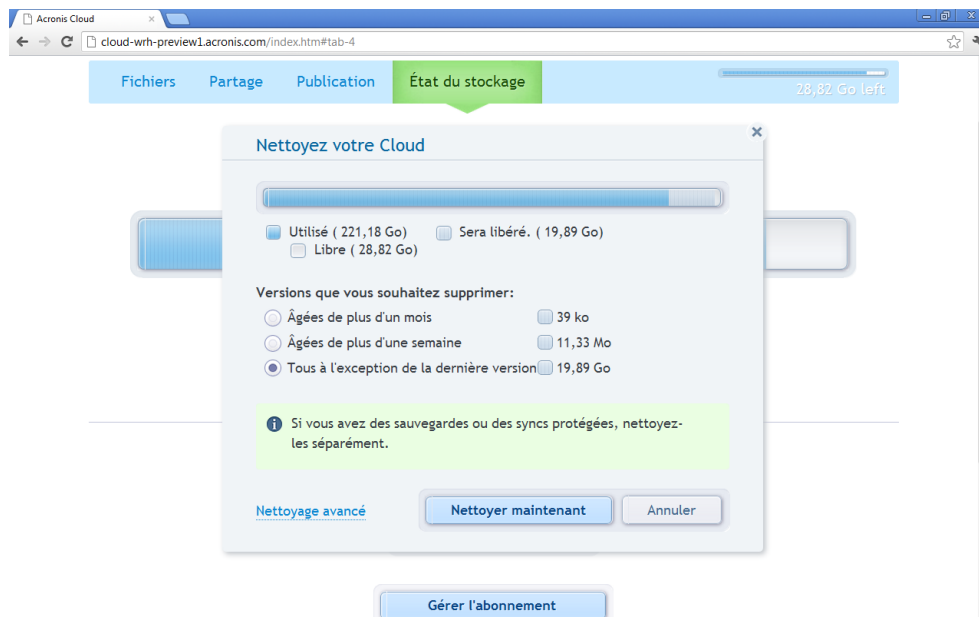 Acronis Cloud
cloud-wrh-preview1.acronis.com/index.htm#tab-4
Fichiers Partage Publication État du stockage
28,82 Go left
Nettoyez votre Cloud
Utilisé ( 221,18 Go) Sera libéré. ( 19,89 Go)
Libre ( 28,82 Go)
Versions que vous souhaitez supprimer:
Âgées de plus d'un mois 39 ko
Âgées de plus d'une semaine 11,33 Mo
Tous à l'exception de la dernière version 19,89 Go
Si vous avez des sauvegardes ou des syncs protégées, nettoyez-
les séparément.
Nettoyage avancé Nettoyer maintenant Annuler
Gérer l'abonnement